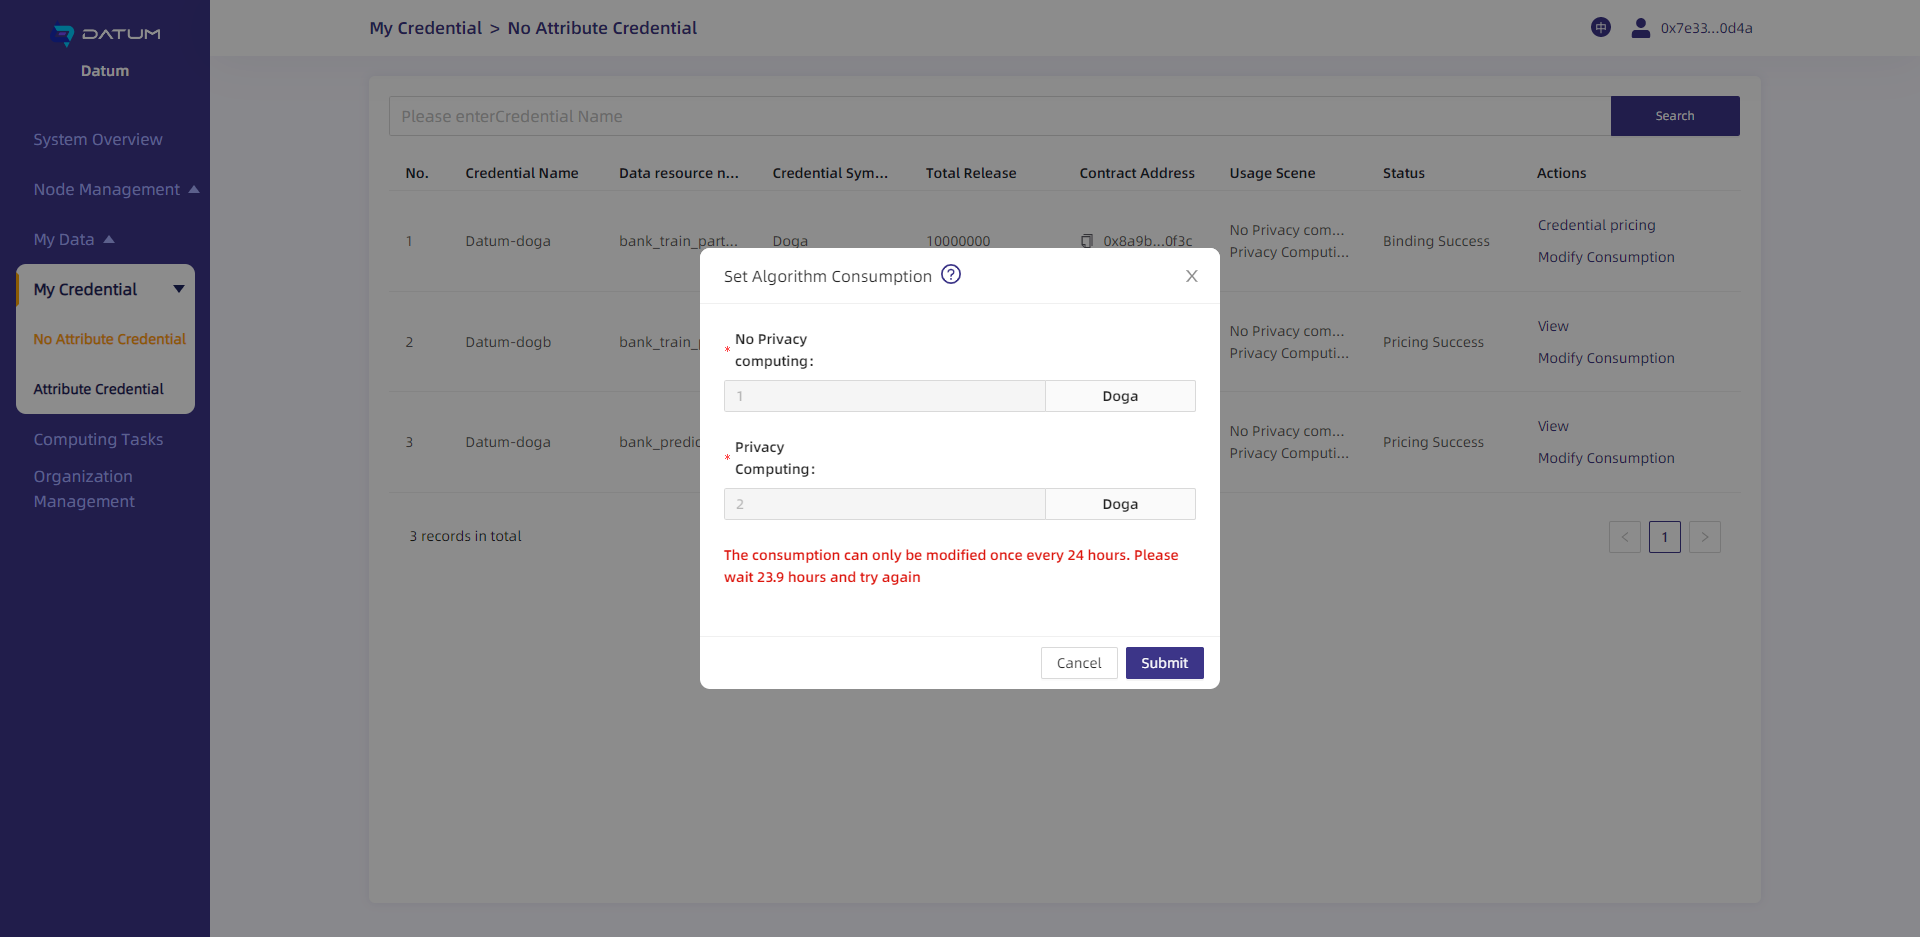 DATUM
Datum
System Overview
Node Management
My Data
My Credential
No Attribute Credential
Attribute Credential
Computing Tasks
Organization
Management
My Credential > No Attribute Credential
中
0x7e33...0d4a
Please enterCredential Name
Search
No. Credential Name Data resource n... Credential Sym... Total Release Contract Address Usage Scene Status Actions
1 Datum-doga bank_train_part... Doga 10000000 0x8a9b...0f3c No Privacy com... Privacy Computi... Binding Success Credential pricing Modify Consumption
2 Datum-dogb bank_train_ No Privacy com... Privacy Computi... Pricing Success View Modify Consumption
3 Datum-doga bank_predic No Privacy com... Privacy Computi... Pricing Success View Modify Consumption
3 records in total
< 1 >
Set Algorithm Consumption ?
X
* No Privacy
computing:
1 Doga
* Privacy
Computing:
2 Doga
The consumption can only be modified once every 24 hours. Please
wait 23.9 hours and try again
Cancel Submit